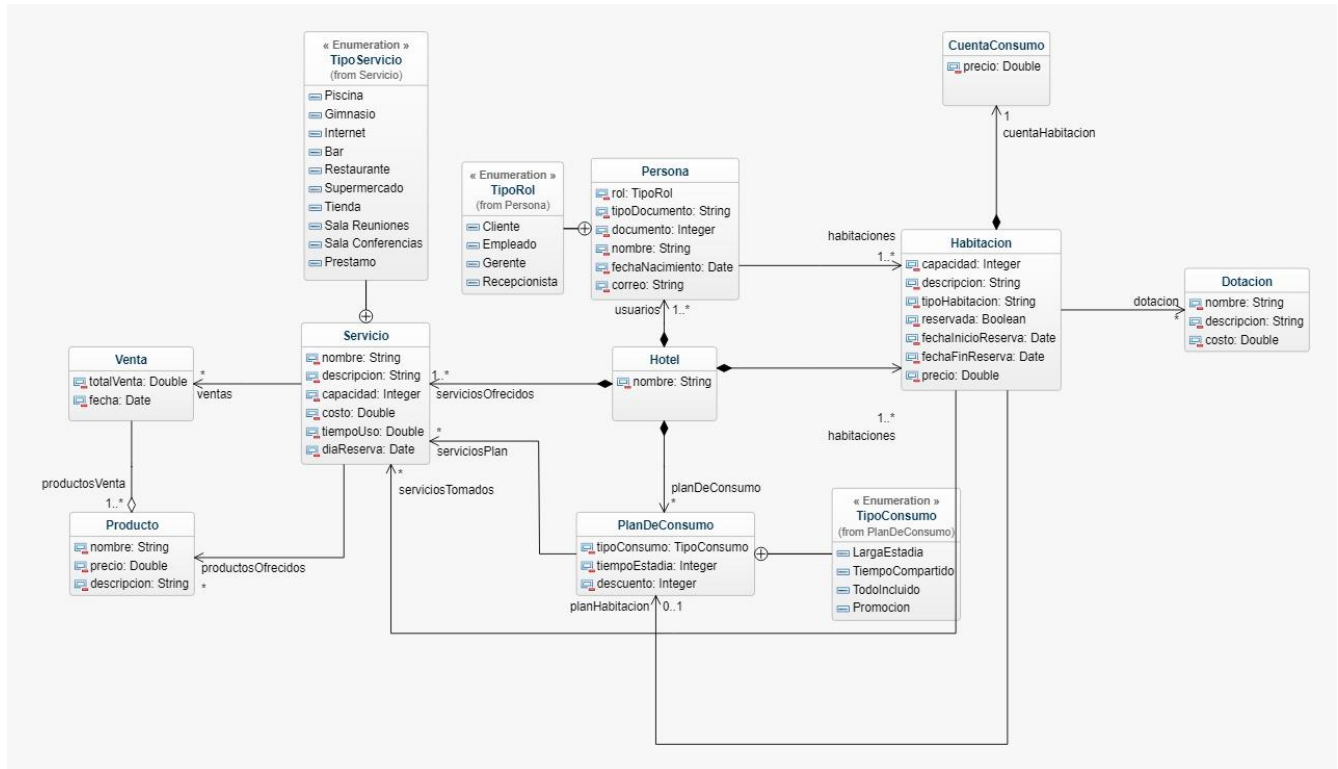 « Enumeration »
TipoServicio
(from Servicio)
Piscina
Gimnasio
Internet
Bar
Restaurante
Supermercado
Tienda
Sala Reuniones
Sala Conferencias
Prestamo
CuentaConsumo
precio: Double
1
cuentaHabitacion
« Enumeration »
TipoRol
(from Persona)
Cliente
Empleado
Gerente
Recepcionista
Persona
rol: TipoRol
tipoDocumento: String
documento: Integer
nombre: String
fechaNacimiento: Date
correo: String
habitaciones
1..*
Habitacion
capacidad: Integer
descripcion: String
tipoHabitacion: String
reservada: Boolean
fechaInicioReserva: Date
fechaFinReserva: Date
precio: Double
dotacion
*
Dotacion
nombre: String
descripcion: String
costo: Double
usuarios
1..*
Venta
totalVenta: Double
fecha: Date
*
ventas
Servicio
nombre: String
descripcion: String
capacidad: Integer
costo: Double
tiempoUso: Double
diaReserva: Date
1..*
serviciosOfrecidos
Hotel
nombre: String
1..*
habitaciones
*
serviciosPlan
*
serviciosTomados
planDeConsumo
*
productosVenta
1..*
Producto
nombre: String
precio: Double
descripcion: String
productosOfrecidos
*
PlanDeConsumo
tipoConsumo: TipoConsumo
tiempoEstadia: Integer
descuento: Integer
planHabitacion
0..1
« Enumeration »
TipoConsumo
(from PlanDeConsumo)
LargaEstadia
TiempoCompartido
TodoIncluido
Promocion